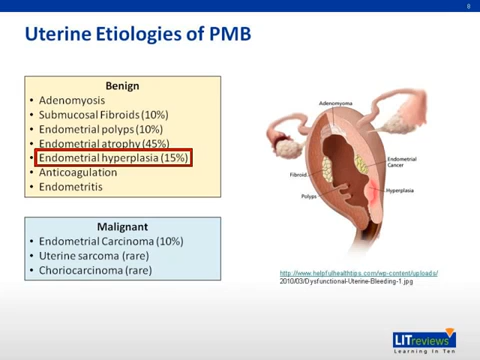 8
Uterine Etiologies of PMB
Benign
• Adenomyosis
• Submucosal Fibroids (10%)
• Endometrial polyps (10%)
• Endometrial atrophy (45%)
• Endometrial hyperplasia (15%)
• Anticoagulation
• Endometritis
Malignant
• Endometrial Carcinoma (10%)
• Uterine sarcoma (rare)
• Choriocarcinoma (rare)
Adenomyoma
Endometrial
Cancer
Fibroid
Hyperplasia
Polyps
http://www.helpfulhealthtips.com/wp-content/uploads/
2010/03/Dysfunctional-Uterine-Bleeding-1.jpg
LITreviews
Learning in Ten